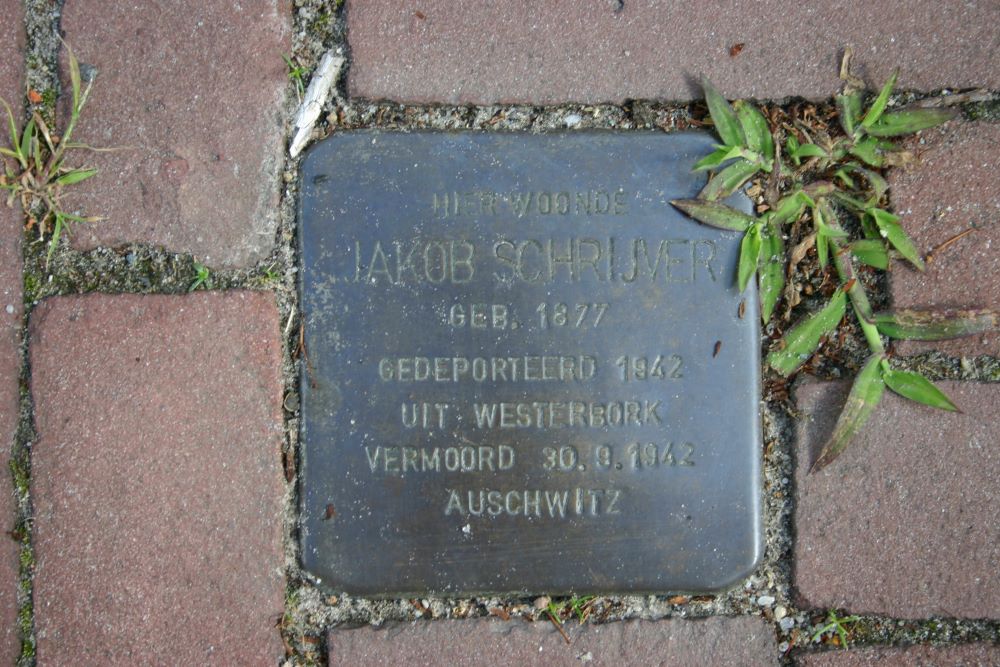 HIER WOONDE
JAKOB SCHRIJVER
GEB. 1877
GEDEPORTEERD 1942
UIT WESTERBORK
VERMOORD 30.9.1942
AUSCHWITZ